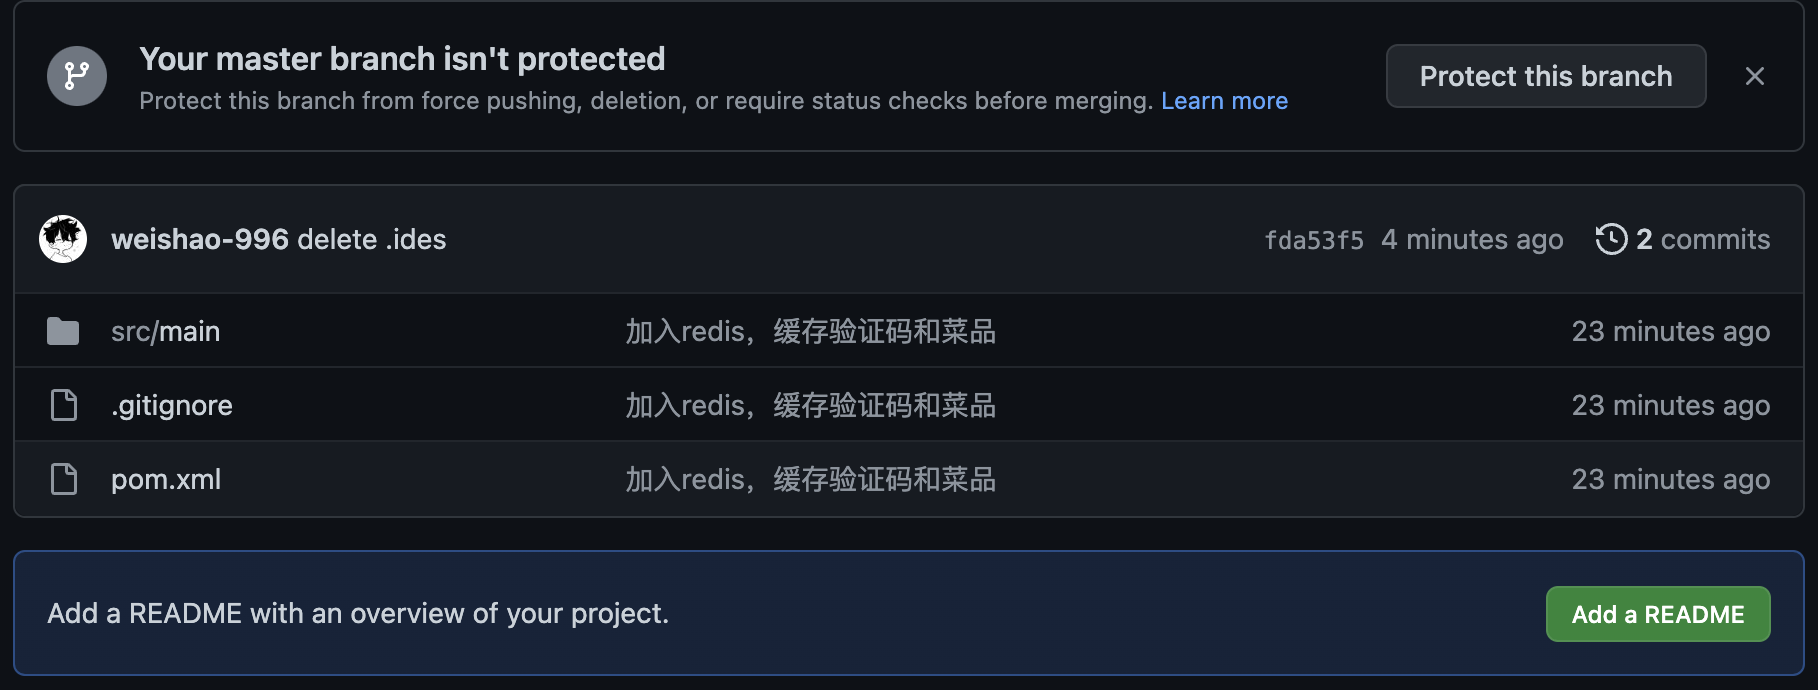 Your master branch isn't protected
Protect this branch from force pushing, deletion, or require status checks before merging. Learn more
Protect this branch
weishao-996 delete .ides
fda53f5 4 minutes ago 2 commits
src/main 加入redis，缓存验证码和菜品 23 minutes ago
.gitignore 加入redis，缓存验证码和菜品 23 minutes ago
pom.xml 加入redis，缓存验证码和菜品 23 minutes ago
Add a README with an overview of your project.
Add a README